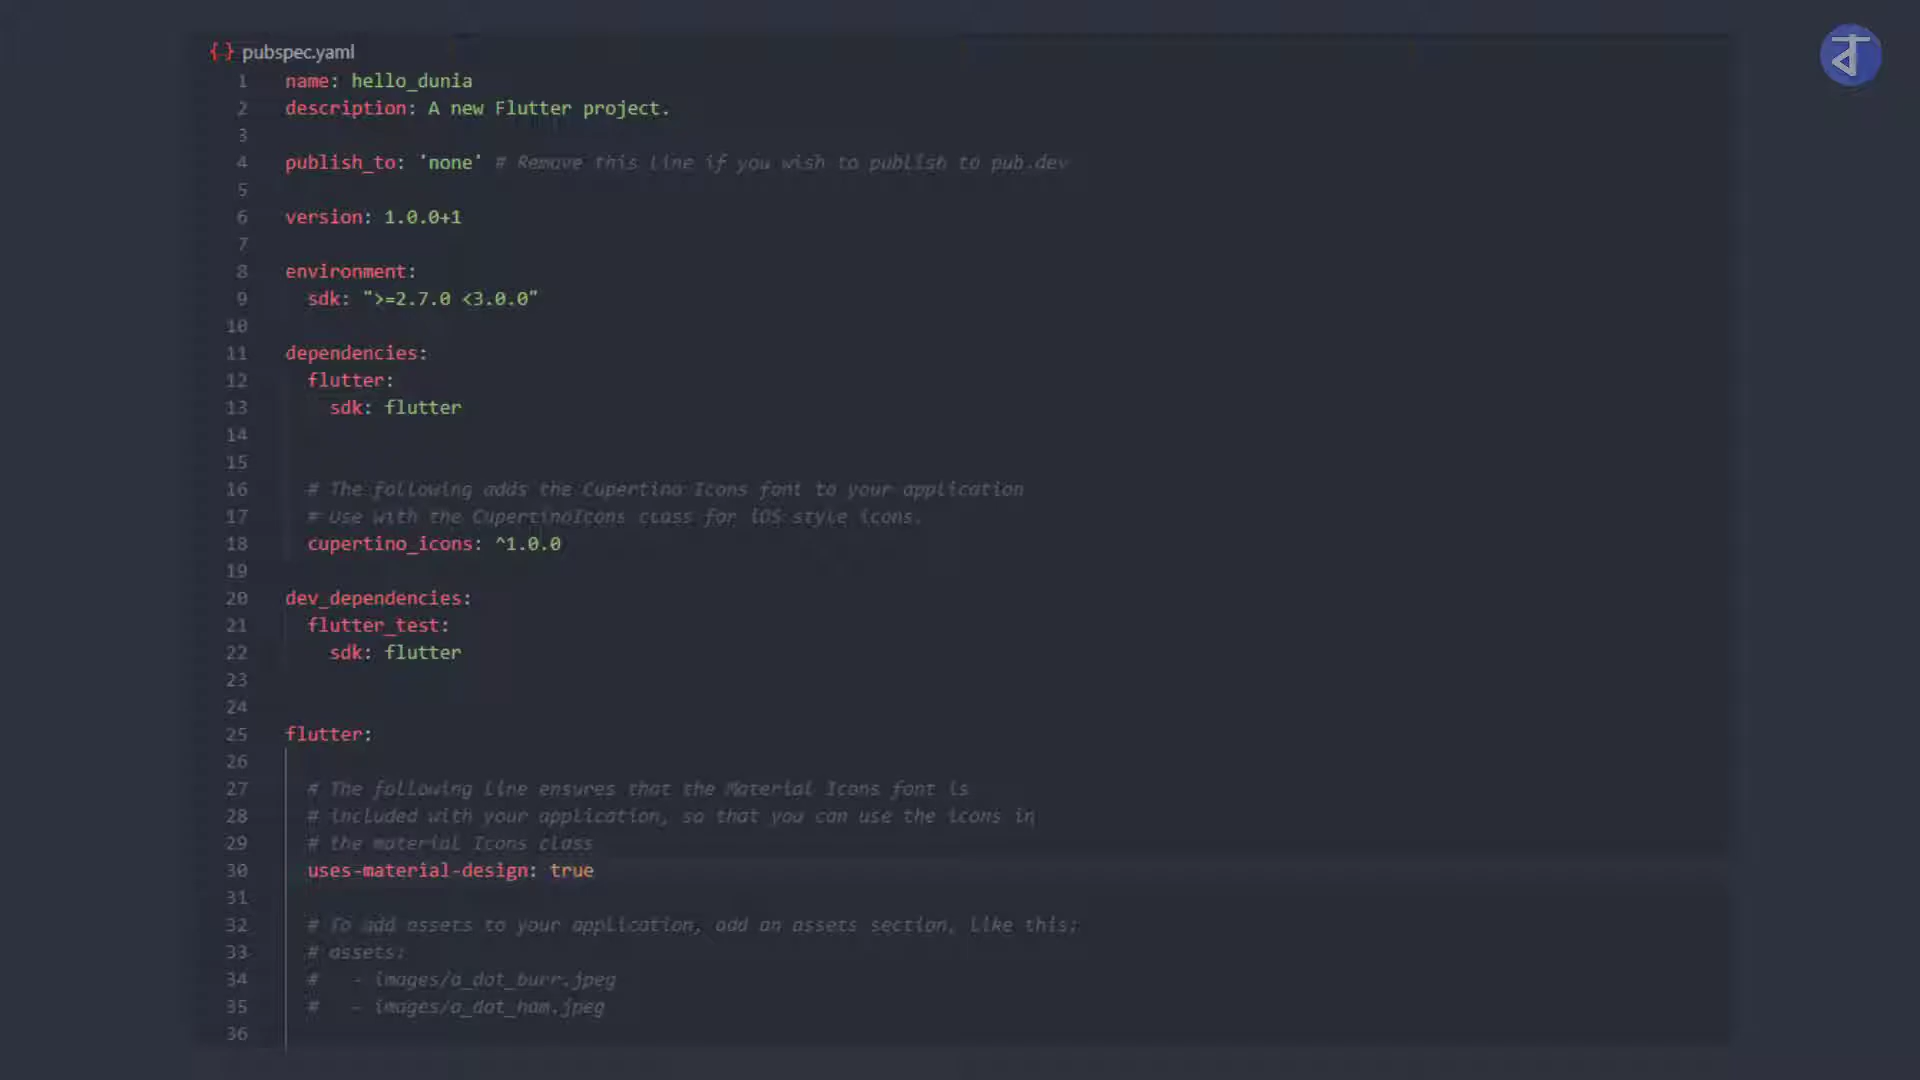 { } pubspec.yaml
1 name: hello_dunia
2 description: A new Flutter project.
3
4 publish_to: 'none' # Remove this line if you wish to publish to pub.dev
5
6 version: 1.0.0+1
7
8 environment:
9 sdk: ">=2.7.0 <3.0.0"
10
11 dependencies:
12 flutter:
13 sdk: flutter
14
15
16 # The following adds the Cupertino Icons font to your application
17 # Use with the CupertinoIcons class for iOS style icons.
18 cupertino_icons: ^1.0.0
19
20 dev_dependencies:
21 flutter_test:
22 sdk: flutter
23
24
25 flutter:
26
27 # The following line ensures that the Material Icons font is
28 # included with your application, so that you can use the icons in
29 # the material Icons class
30 uses-material-design: true
31
32 # To add assets to your application, add an assets section, like this:
33 # assets:
34 # - images/a_dot_burr.jpeg
35 # - images/a_dot_ham.jpeg
36